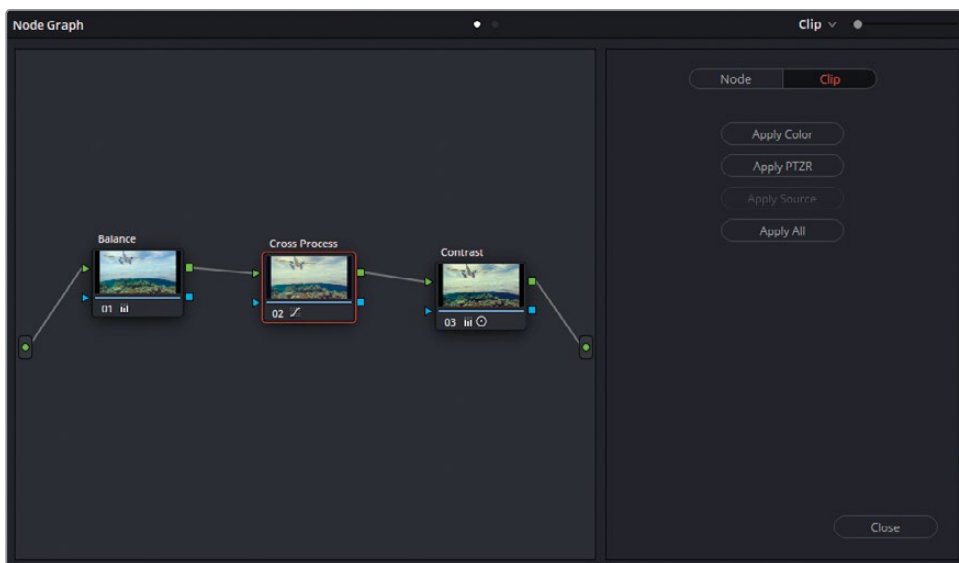 Node Graph
Clip
Node
Clip
Apply Color
Apply PTZR
Apply Source
Apply All
Balance
Cross Process
Contrast
01
02
03
Close